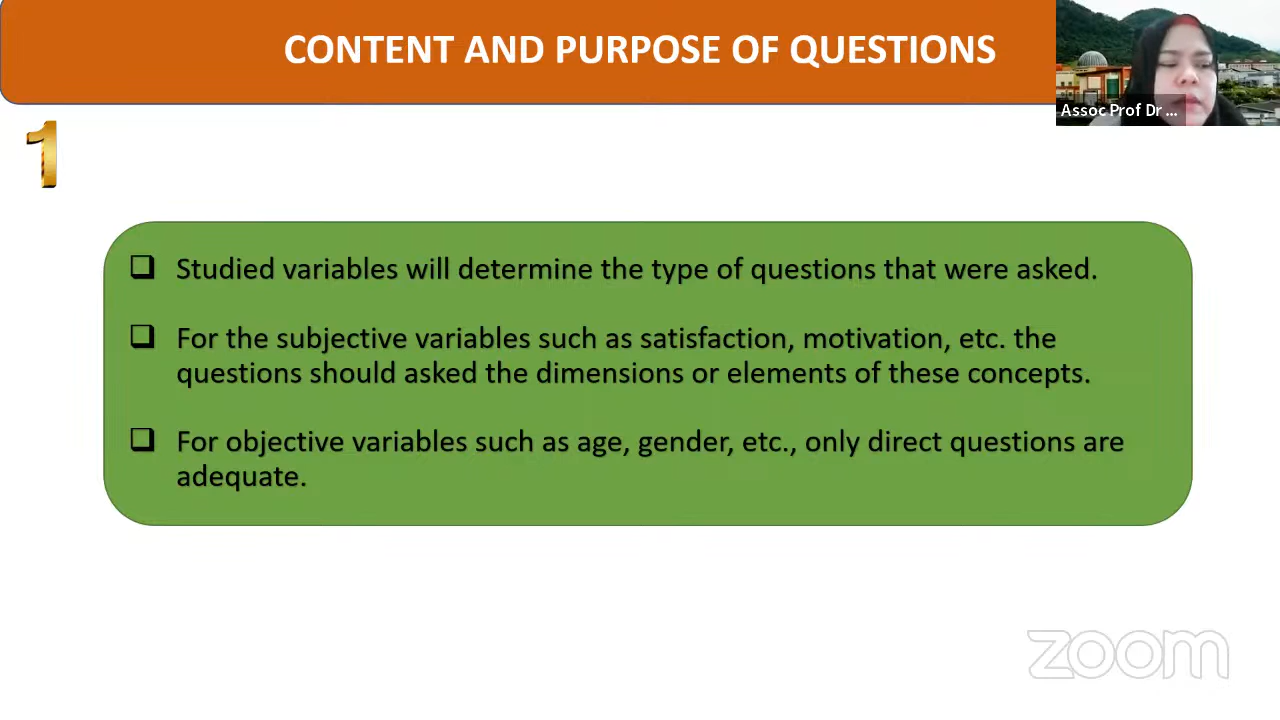 CONTENT AND PURPOSE OF QUESTIONS
Assoc Prof Dr ...
1
Studied variables will determine the type of questions that were asked.
For the subjective variables such as satisfaction, motivation, etc. the
questions should asked the dimensions or elements of these concepts.
For objective variables such as age, gender, etc., only direct questions are
adequate.
zoom